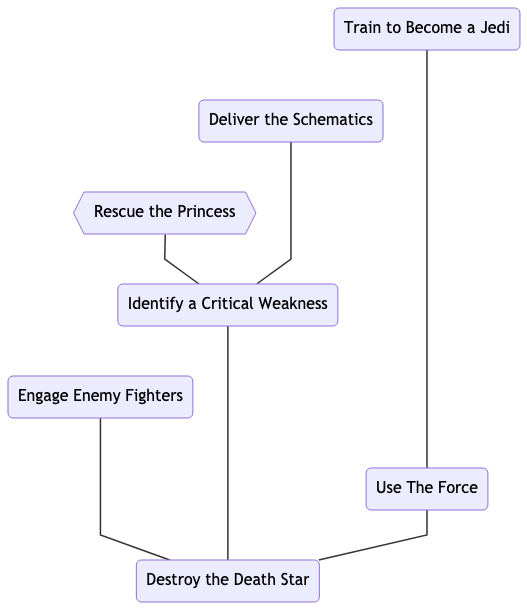 Train to Become a Jedi
Deliver the Schematics
Rescue the Princess
Identify a Critical Weakness
Engage Enemy Fighters
Use The Force
Destroy the Death Star